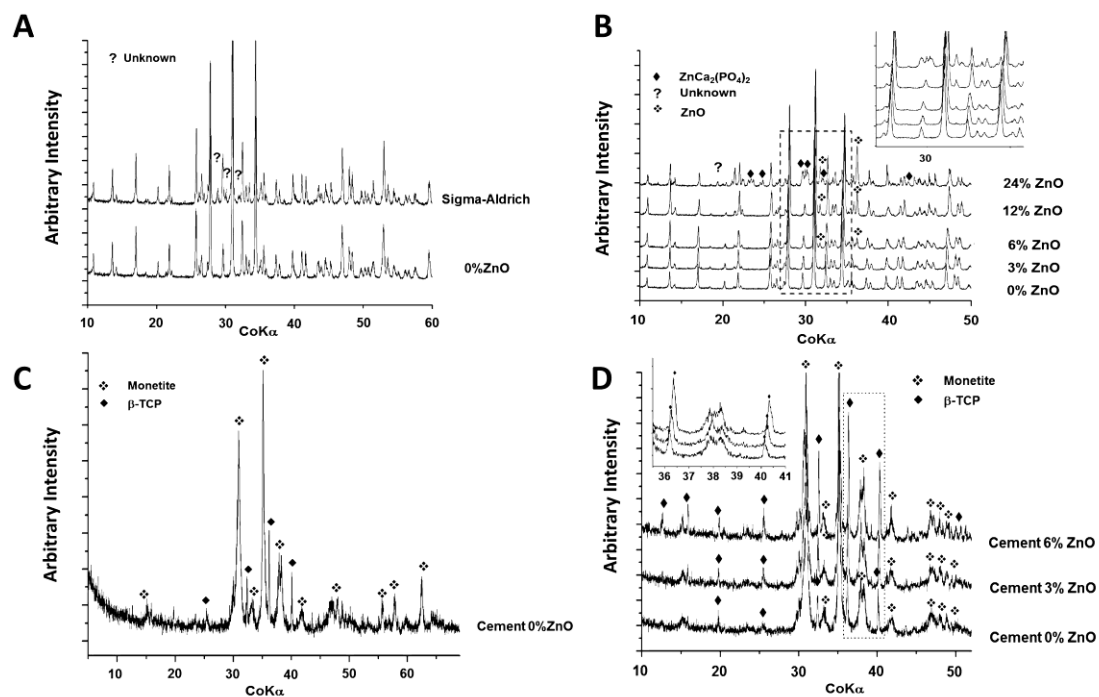 A
? Unknown
?
?
?
Sigma-Aldrich
0%ZnO
Arbitrary Intensity
10 20 30 40 50 60
CoKα
B
◆ ZnCa₂(PO₄)₂
? Unknown
❖ ZnO
30
?
24% ZnO
12% ZnO
6% ZnO
3% ZnO
0% ZnO
Arbitrary Intensity
10 20 30 40 50
CoKα
C
❖ Monetite
◆ β-TCP
Cement 0%ZnO
Arbitrary Intensity
10 20 30 40 50 60
CoKα
D
❖ Monetite
◆ β-TCP
36 37 38 39 40 41
Cement 6% ZnO
Cement 3% ZnO
Cement 0% ZnO
Arbitrary Intensity
10 20 30 40 50
CoKα